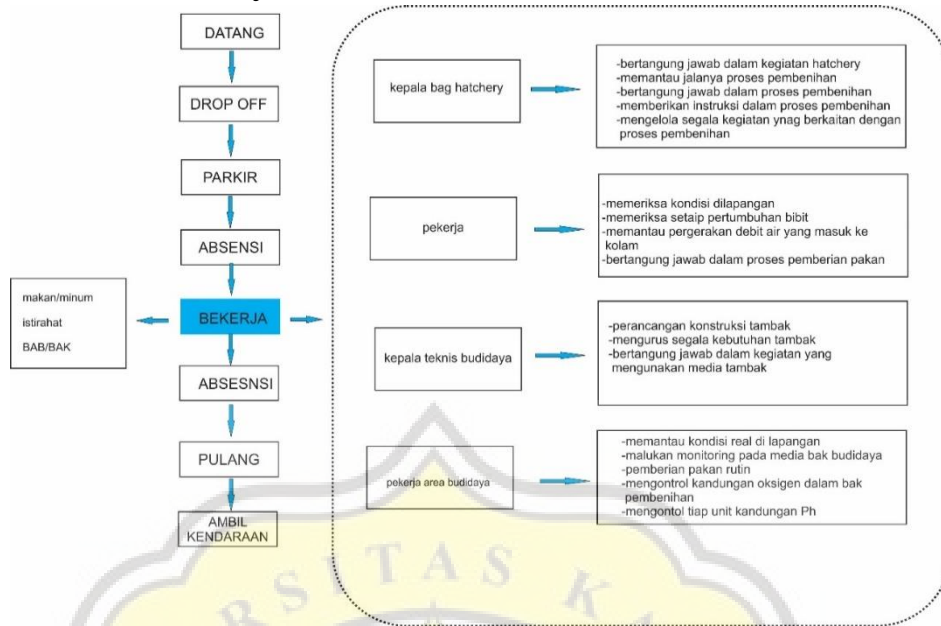 DATANG
DROP OFF
PARKIR
ABSENSI
BEKERJA
ABSESNSI
PULANG
AMBIL
KENDARAAN
makan/minum
istirahat
BAB/BAK
kepala bag hatchery
-bertangung jawab dalam kegiatan hatchery
-memantau jalanya proses pembenihan
-bertangung jawab dalam proses pembenihan
-memberikan instruksi dalam proses pembenihan
-mengelola segala kegiatan ynag berkaitan dengan
proses pembenihan
pekerja
-memeriksa kondisi dilapangan
-memeriksa setaip pertumbuhan bibit
-memantau pergerakan debit air yang masuk ke
kolam
-bertangung jawab dalam proses pemberian pakan
kepala teknis budidaya
-perancangan konstruksi tambak
-mengurus segala kebutuhan tambak
-bertangung jawab dalam kegiatan yang
mengunakan media tambak
pekerja area budidaya
-memantau kondisi real di lapangan
-malukan monitoring pada media bak budidaya
-pemberian pakan rutin
-mengontrol kandungan oksigen dalam bak
pembenihan
-mengontol tiap unit kandungan Ph
RSITAS KA